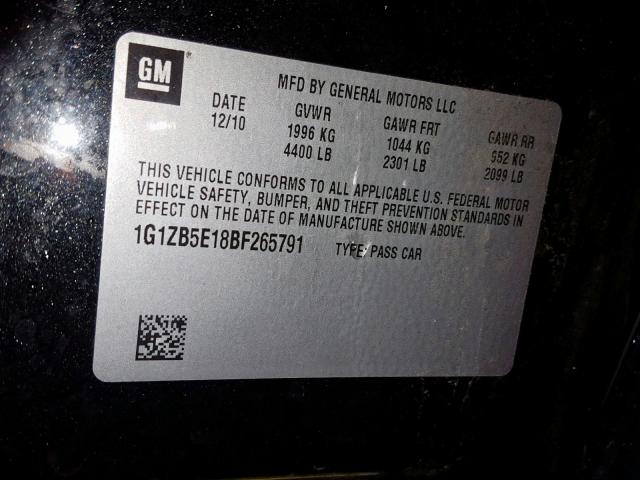 GM
MFD BY GENERAL MOTORS LLC
DATE GVWR GAWR FRT GAWR RR
12/10 1996 KG 1044 KG 952 KG
4400 LB 2301 LB 2099 LB
THIS VEHICLE CONFORMS TO ALL APPLICABLE U.S. FEDERAL MOTOR
VEHICLE SAFETY, BUMPER, AND THEFT PREVENTION STANDARDS IN
EFFECT ON THE DATE OF MANUFACTURE SHOWN ABOVE.
1G1ZB5E18BF265791 TYPE: PASS CAR